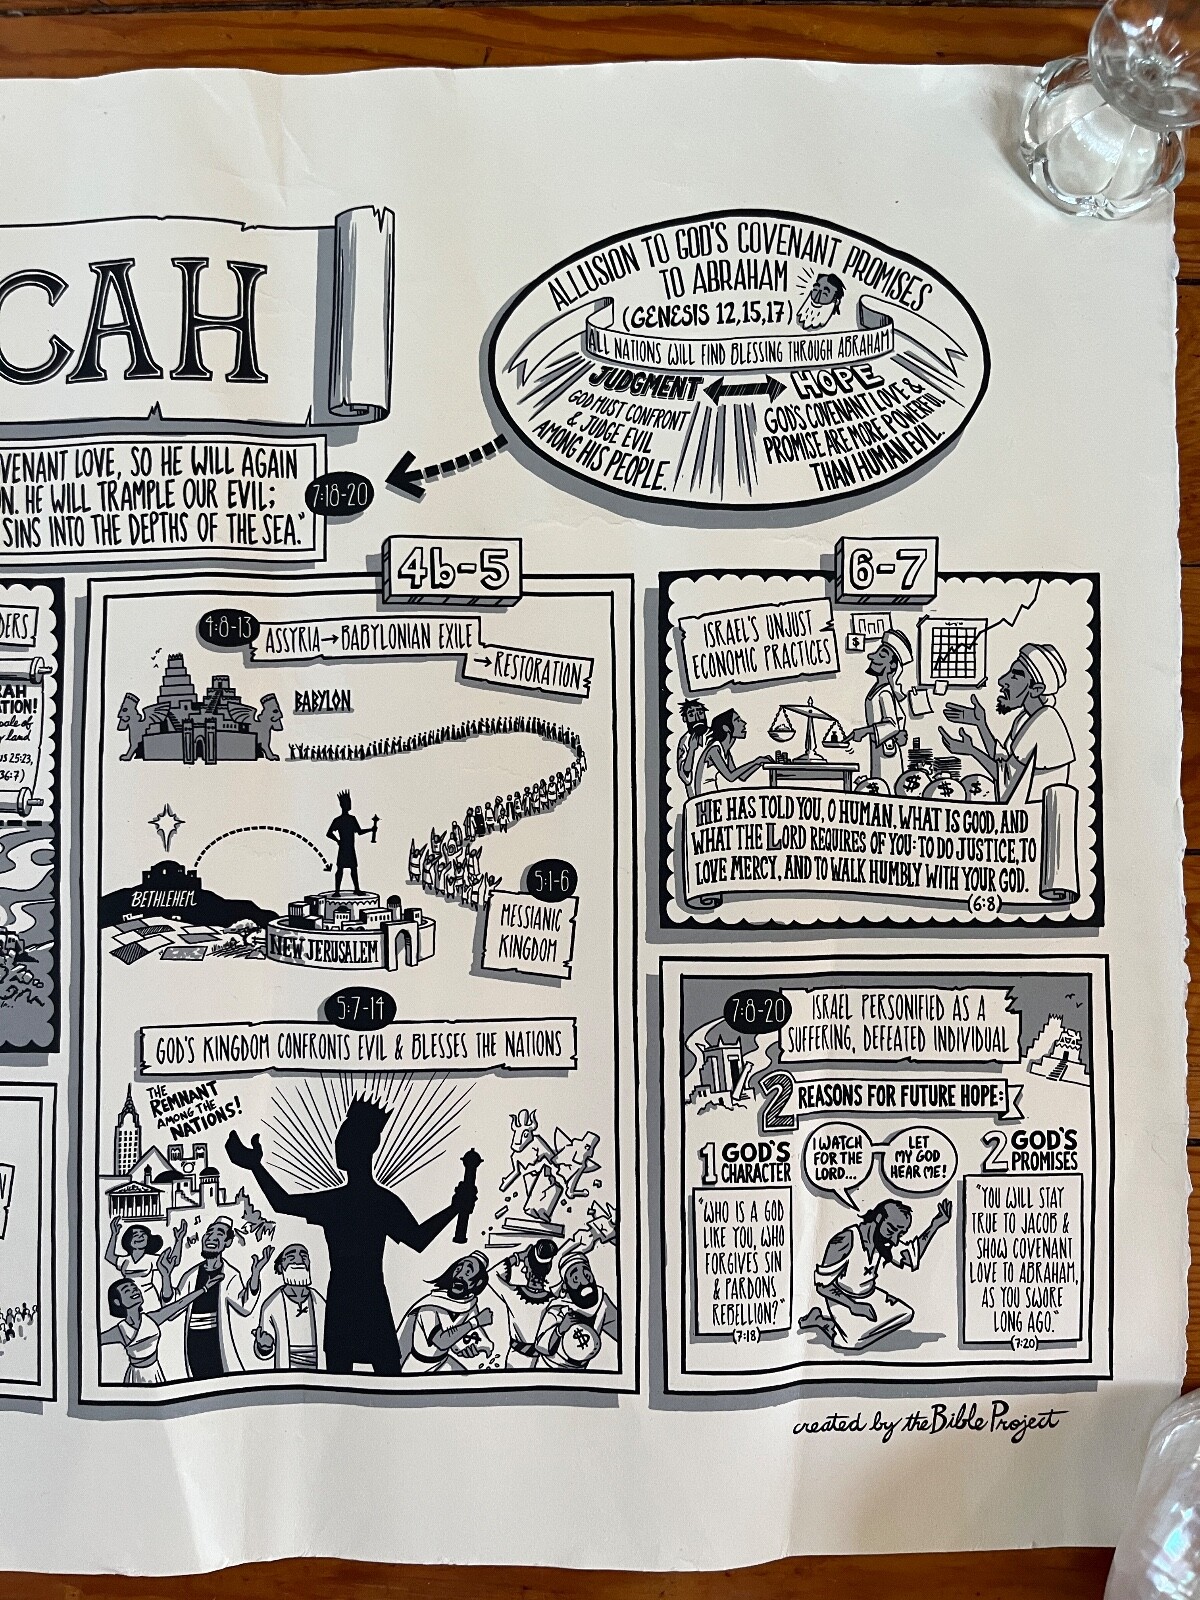 CAH
ALLUSION TO GOD'S COVENANT PROMISES
TO ABRAHAM
(GENESIS 12,15,17)
ALL NATIONS WILL FIND BLESSING THROUGH ABRAHAM
JUDGMENT
GOD MUST CONFRONT
& JUDGE EVIL
AMONG HIS PEOPLE.
HOPE
GOD'S COVENANT LOVE &
PROMISE ARE MORE POWERFUL
THAN HUMAN EVIL.
VENANT LOVE, SO HE WILL AGAIN
ON. HE WILL TRAMPLE OUR EVIL;
SINS INTO THE DEPTHS OF THE SEA."
7:18-20
DERS
AH
TION!
land
us 25:23,
36:7)
N
4b-5
4:8-13
ASSYRIA→BABYLONIAN EXILE
→RESTORATION
BABYLON
BETHLEHEM
NEW JERUSALEM
5:1-6
MESSIANIC
KINGDOM
5:7-14
GOD'S KINGDOM CONFRONTS EVIL & BLESSES THE NATIONS
THE
REMNANT
AMONG THE
NATIONS!
$
6-7
ISRAEL'S UNJUST
ECONOMIC PRACTICES
$
$ $ $
HE HAS TOLD YOU, O HUMAN, WHAT IS GOOD, AND
WHAT THE LORD REQUIRES OF YOU: TO DO JUSTICE, TO
LOVE MERCY, AND TO WALK HUMBLY WITH YOUR GOD.
(6:8)
7:8-20
ISRAEL PERSONIFIED AS A
SUFFERING, DEFEATED INDIVIDUAL
2 REASONS FOR FUTURE HOPE:
1 GOD'S
CHARACTER
"WHO IS A GOD
LIKE YOU, WHO
FORGIVES SIN
& PARDONS
REBELLION?"
(7:18)
I WATCH
FOR THE
LORD...
LET
MY GOD
HEAR ME!
2 GOD'S
PROMISES
"YOU WILL STAY
TRUE TO JACOB &
SHOW COVENANT
LOVE TO ABRAHAM,
AS YOU SWORE
LONG AGO."
(7:20)
created by the Bible Project